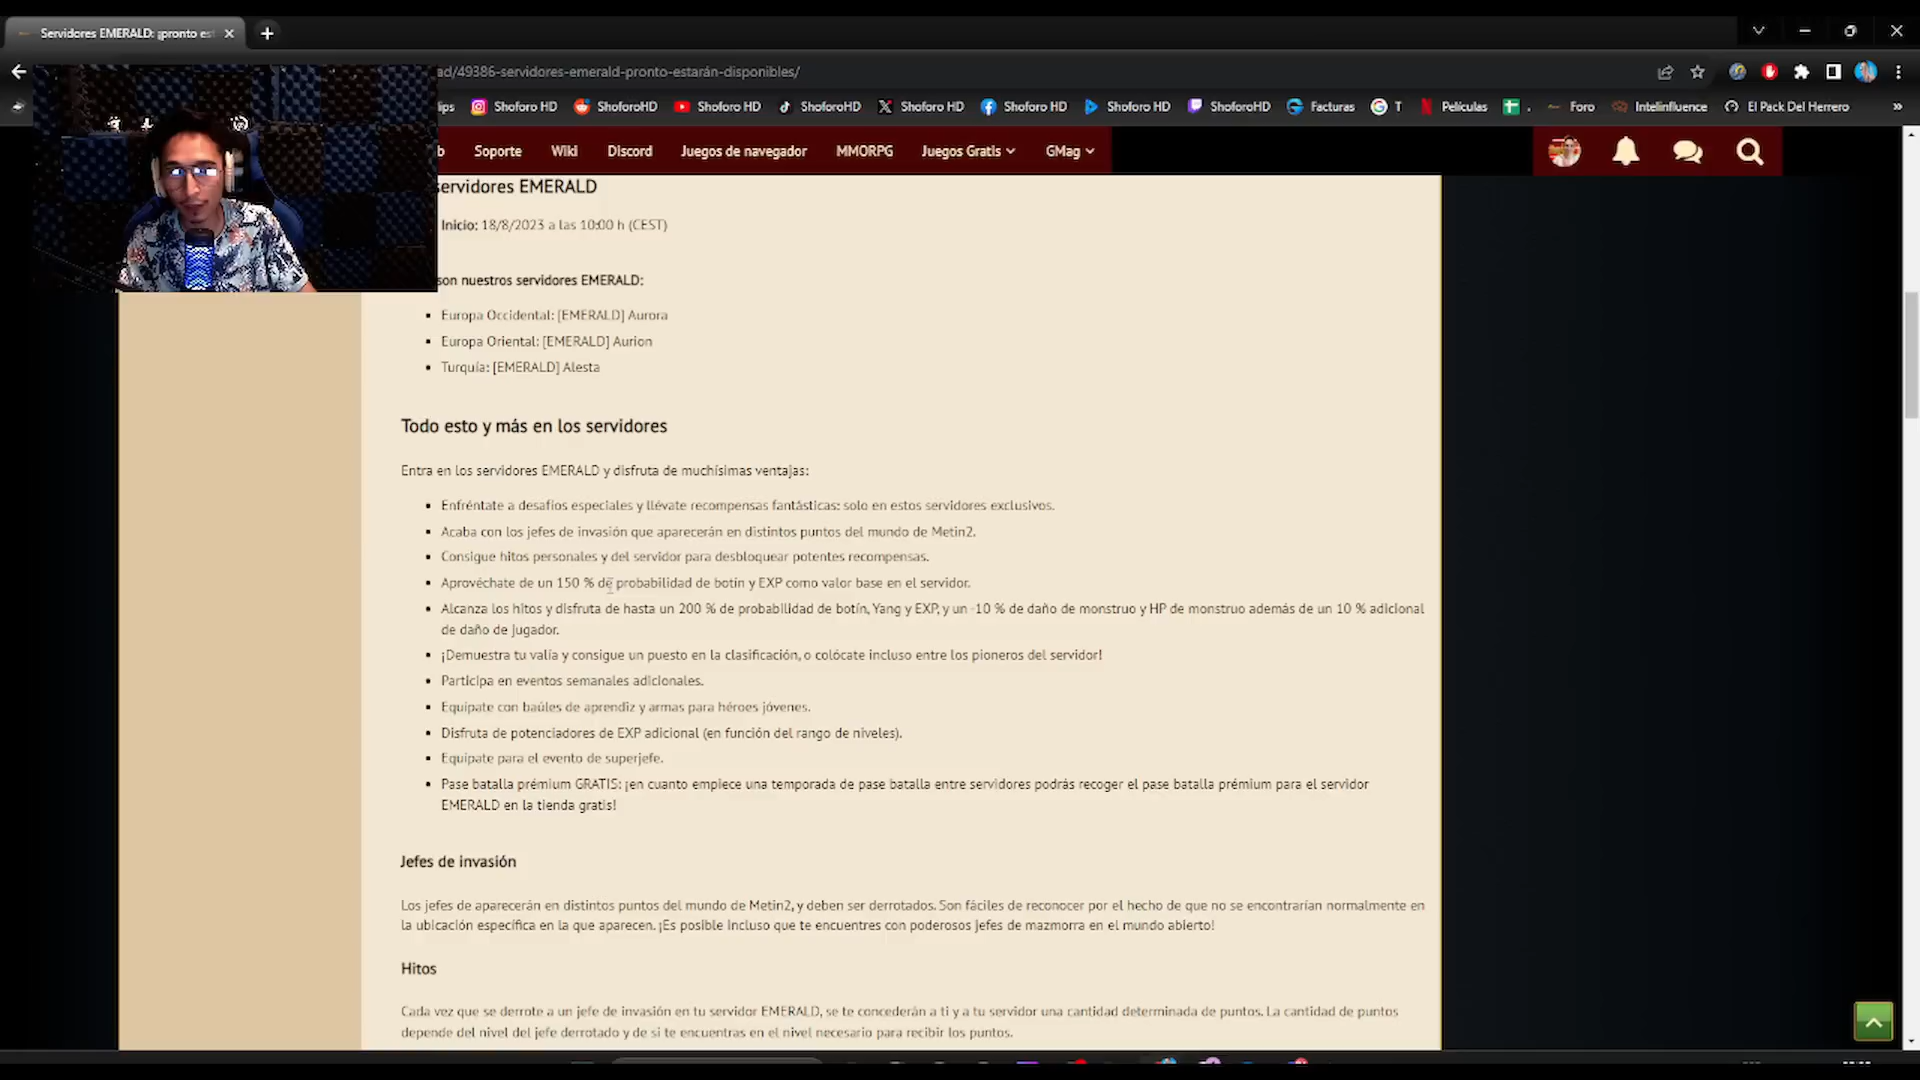 Servidores EMERALD: ¡pronto es
ad/49386-servidores-emerald-pronto-estarán-disponibles/
ips Shoforo HD ShoforoHD Shoforo HD ShoforoHD Shoforo HD Shoforo HD Shoforo HD ShoforoHD Facturas T Películas . Foro Intelinfluence El Pack Del Herrero »
b Soporte Wiki Discord Juegos de navegador MMORPG Juegos Gratis GMag
servidores EMERALD
Inicio: 18/8/2023 a las 10:00 h (CEST)
son nuestros servidores EMERALD:
Europa Occidental: [EMERALD] Aurora
Europa Oriental: [EMERALD] Aurion
Turquía: [EMERALD] Alesta
Todo esto y más en los servidores
Entra en los servidores EMERALD y disfruta de muchísimas ventajas:
Enfréntate a desafíos especiales y llévate recompensas fantásticas: solo en estos servidores exclusivos.
Acaba con los jefes de invasión que aparecerán en distintos puntos del mundo de Metin2.
Consigue hitos personales y del servidor para desbloquear potentes recompensas.
Aprovéchate de un 150 % de probabilidad de botín y EXP como valor base en el servidor.
Alcanza los hitos y disfruta de hasta un 200 % de probabilidad de botín, Yang y EXP, y un -10 % de daño de monstruo y HP de monstruo además de un 10 % adicional
de daño de jugador.
¡Demuestra tu valía y consigue un puesto en la clasificación, o colócate incluso entre los pioneros del servidor!
Participa en eventos semanales adicionales.
Equípate con baúles de aprendiz y armas para héroes jóvenes.
Disfruta de potenciadores de EXP adicional (en función del rango de niveles).
Equípate para el evento de superjefe.
Pase batalla prémium GRATIS: ¡en cuanto empiece una temporada de pase batalla entre servidores podrás recoger el pase batalla prémium para el servidor
EMERALD en la tienda gratis!
Jefes de invasión
Los jefes de aparecerán en distintos puntos del mundo de Metin2, y deben ser derrotados. Son fáciles de reconocer por el hecho de que no se encontrarían normalmente en
la ubicación específica en la que aparecen. ¡Es posible incluso que te encuentres con poderosos jefes de mazmorra en el mundo abierto!
Hitos
Cada vez que se derrote a un jefe de invasión en tu servidor EMERALD, se te concederán a ti y a tu servidor una cantidad determinada de puntos. La cantidad de puntos
depende del nivel del jefe derrotado y de si te encuentras en el nivel necesario para recibir los puntos.